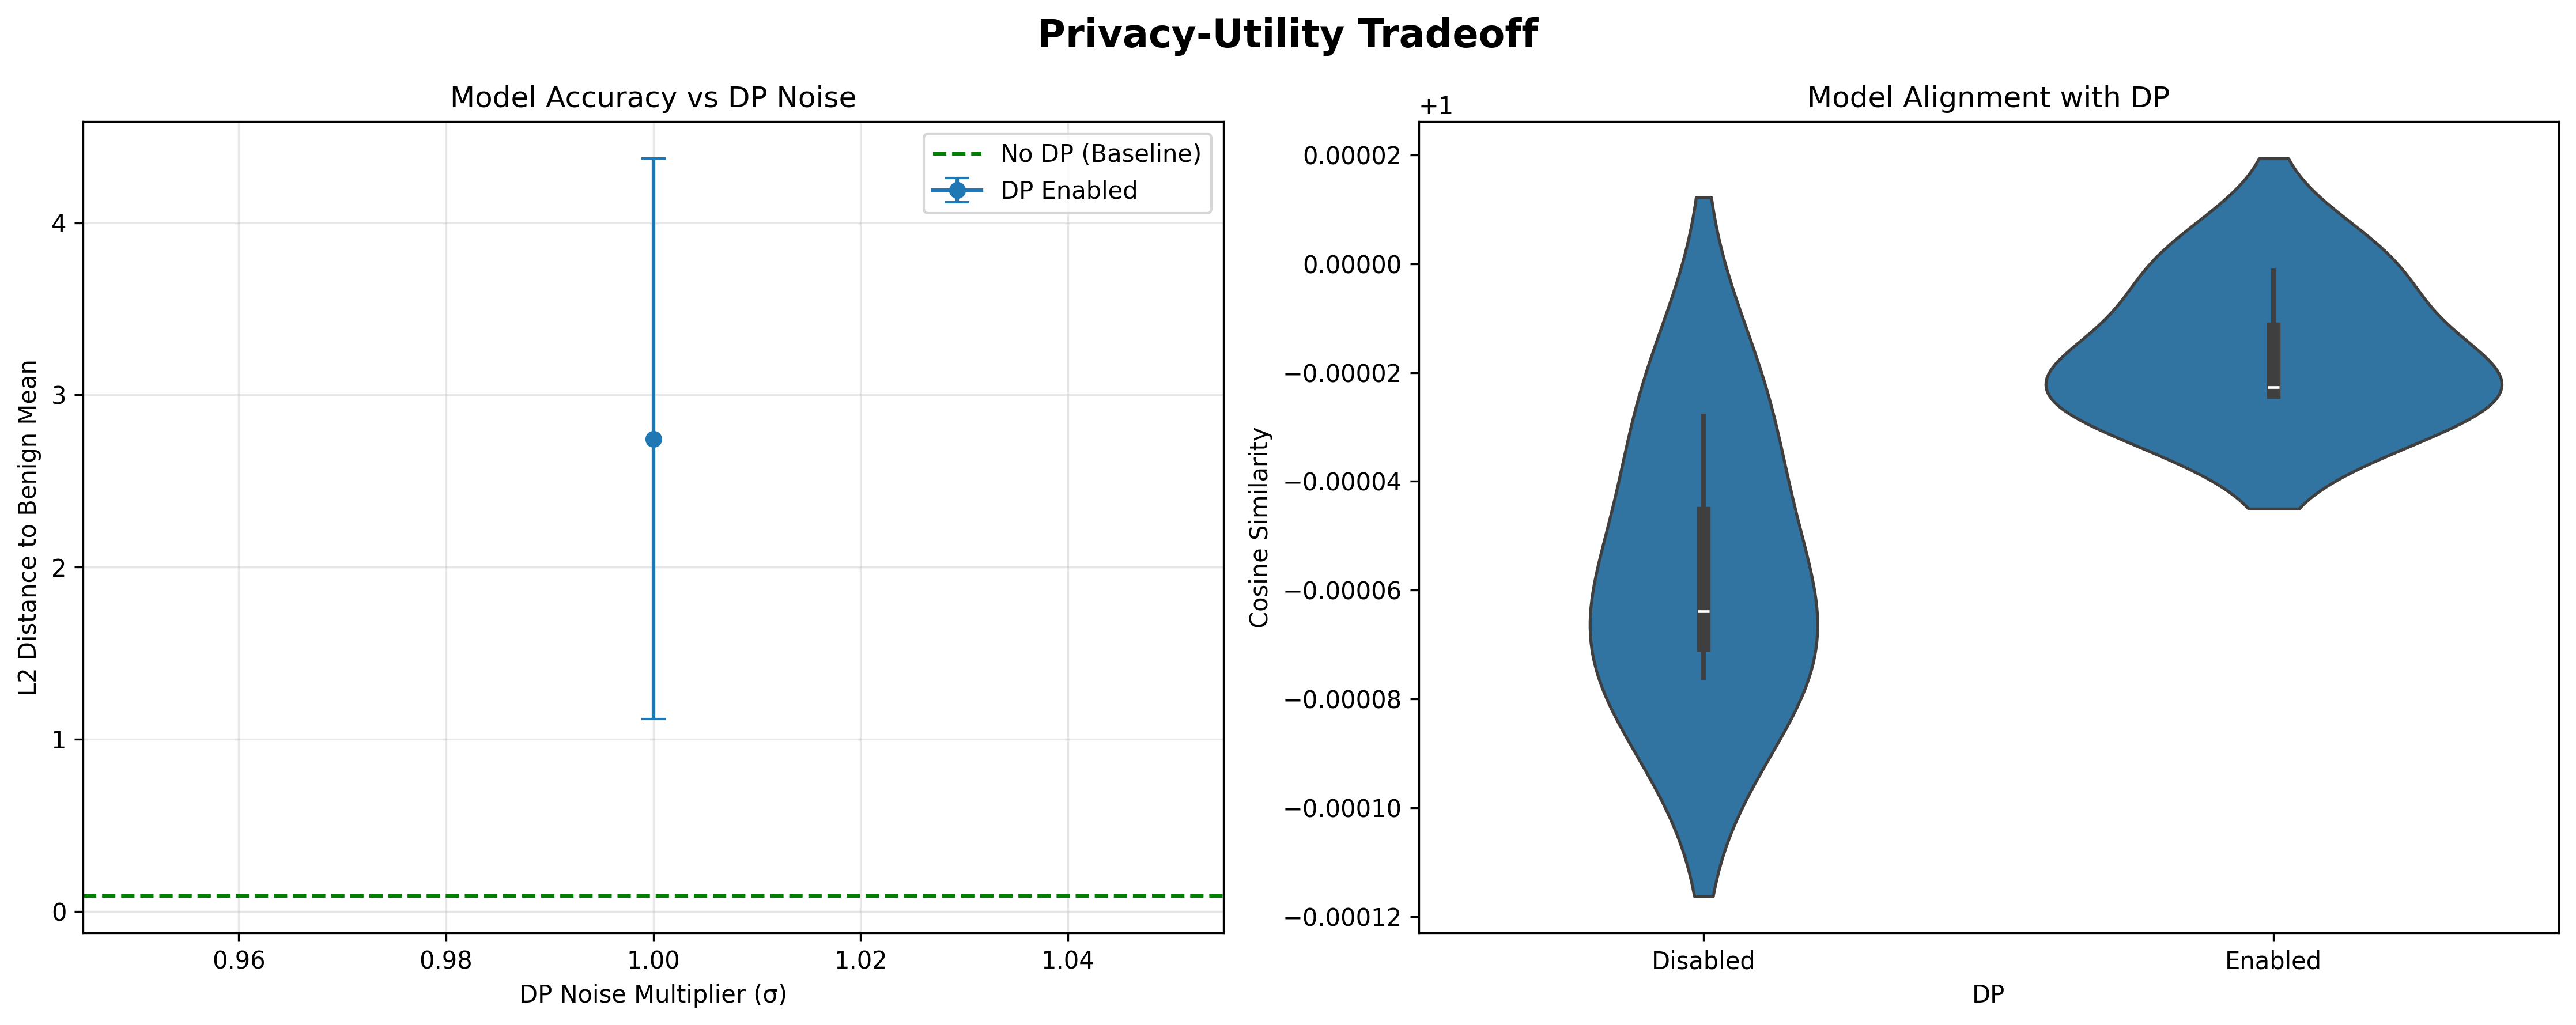 Privacy-Utility Tradeoff
Model Accuracy vs DP Noise
No DP (Baseline)
DP Enabled
L2 Distance to Benign Mean
4
3
2
1
0
0.96
0.98
1.00
1.02
1.04
DP Noise Multiplier (σ)
Model Alignment with DP
+1
Cosine Similarity
0.00002
0.00000
−0.00002
−0.00004
−0.00006
−0.00008
−0.00010
−0.00012
Disabled
Enabled
DP